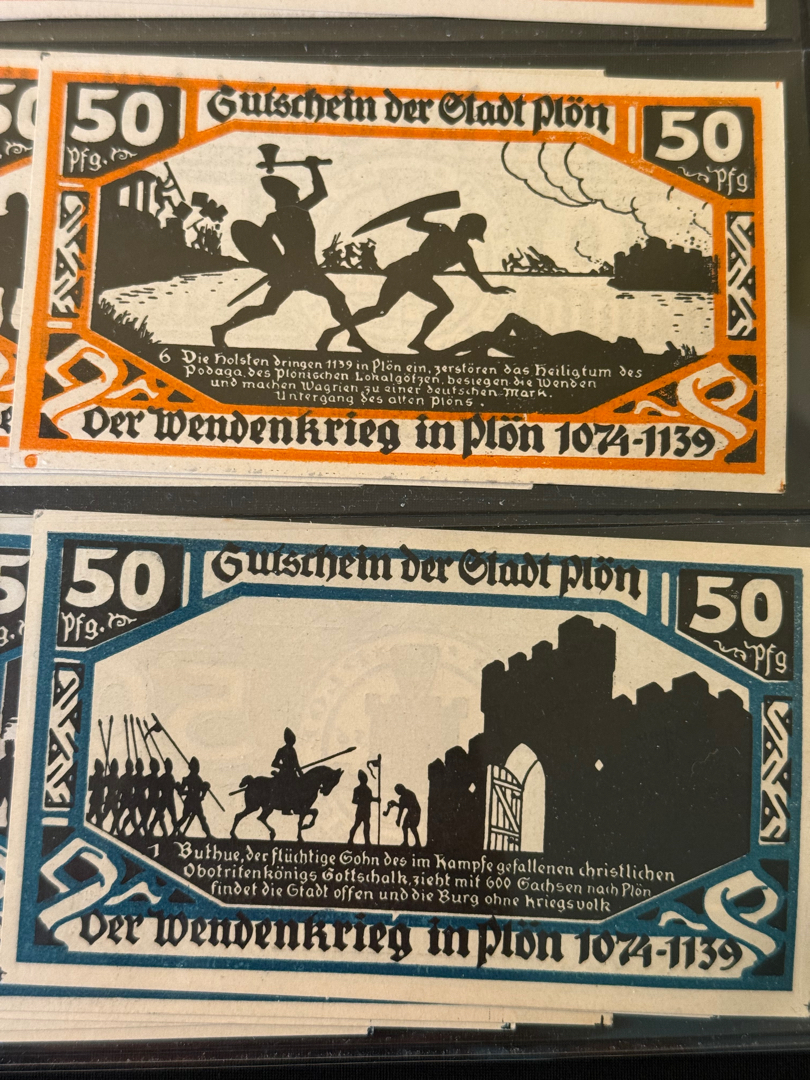 50 Pfg.
Gutschein der Stadt Plön
50 Pfg
6 Die Holsten dringen 1139 in Plön ein, zerstören das Heiligtum des
Podaga, des Plönischen Lokalgötzen, besiegen die Wenden
und machen Wagrien zu einer deutschen Mark.
Untergang des alten Plöns.
Der Wendenkrieg in Plön 1074-1139
50 Pfg.
Gutschein der Stadt Plön
50 Pfg
1 Buthue, der flüchtige Sohn des im Kampfe gefallenen christlichen
Obotritenkönigs Gottschalk, zieht mit 600 Sachsen nach Plön,
findet die Stadt offen und die Burg ohne Kriegsvolk
Der Wendenkrieg in Plön 1074-1139